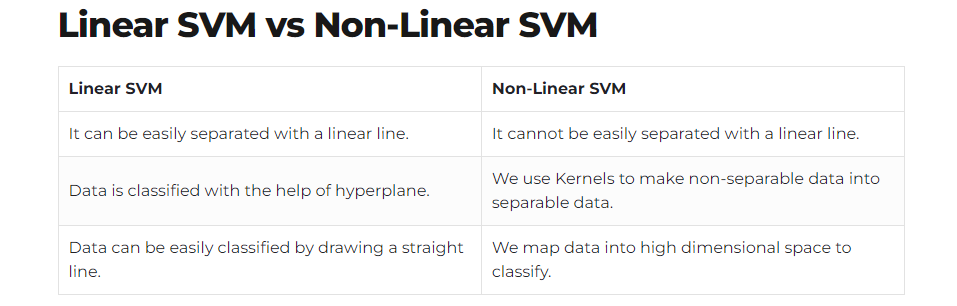 Linear SVM vs Non-Linear SVM
Linear SVM
Non-Linear SVM
It can be easily separated with a linear line.
It cannot be easily separated with a linear line.
Data is classified with the help of hyperplane.
We use Kernels to make non-separable data into
separable data.
Data can be easily classified by drawing a straight
line.
We map data into high dimensional space to
classify.